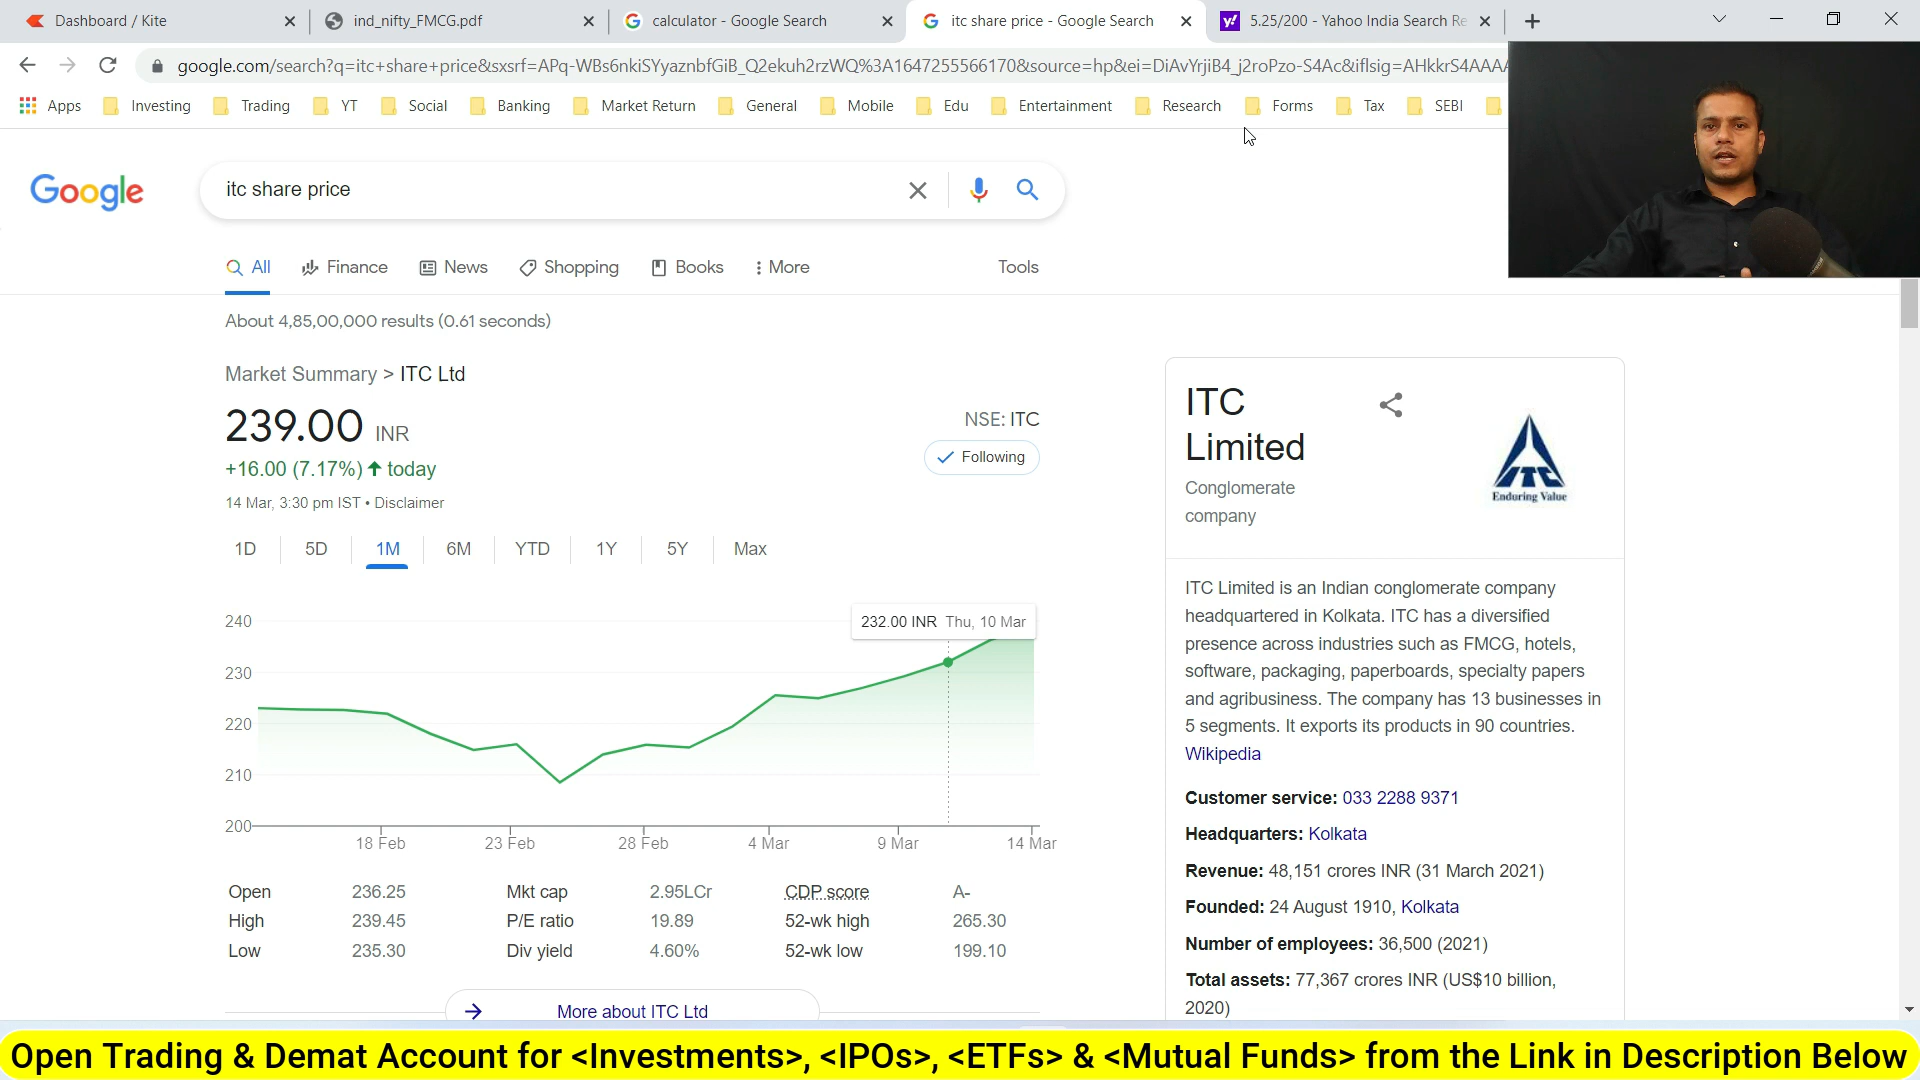 Dashboard / Kite
ind_nifty_FMCG.pdf
calculator - Google Search
itc share price - Google Search
5.25/200 - Yahoo India Search Re
google.com/search?q=itc+share+price&sxsrf=APq-WBs6nkiSYyaznbfGiB_Q2ekuh2rzWQ%3A1647255566170&source=hp&ei=DiAvYrjiB4_j2roPzo-S4Ac&iflsig=AHkkrS4AAAA
Apps
Investing
Trading
YT
Social
Banking
Market Return
General
Mobile
Edu
Entertainment
Research
Forms
Tax
SEBI
Google
itc share price
All
Finance
News
Shopping
Books
More
Tools
About 4,85,00,000 results (0.61 seconds)
Market Summary > ITC Ltd
239.00 INR
+16.00 (7.17%) today
14 Mar, 3:30 pm IST • Disclaimer
NSE: ITC
Following
1D
5D
1M
6M
YTD
1Y
5Y
Max
232.00 INR Thu, 10 Mar
240
230
220
210
200
18 Feb
23 Feb
28 Feb
4 Mar
9 Mar
14 Mar
Open 236.25 Mkt cap 2.95LCr CDP score A-
High 239.45 P/E ratio 19.89 52-wk high 265.30
Low 235.30 Div yield 4.60% 52-wk low 199.10
More about ITC Ltd
ITC
Limited
Conglomerate
company
ITC
Enduring Value
ITC Limited is an Indian conglomerate company
headquartered in Kolkata. ITC has a diversified
presence across industries such as FMCG, hotels,
software, packaging, paperboards, specialty papers
and agribusiness. The company has 13 businesses in
5 segments. It exports its products in 90 countries.
Wikipedia
Customer service: 033 2288 9371
Headquarters: Kolkata
Revenue: 48,151 crores INR (31 March 2021)
Founded: 24 August 1910, Kolkata
Number of employees: 36,500 (2021)
Total assets: 77,367 crores INR (US$10 billion,
2020)
Open Trading & Demat Account for <Investments>, <IPOs>, <ETFs> & <Mutual Funds> from the Link in Description Below